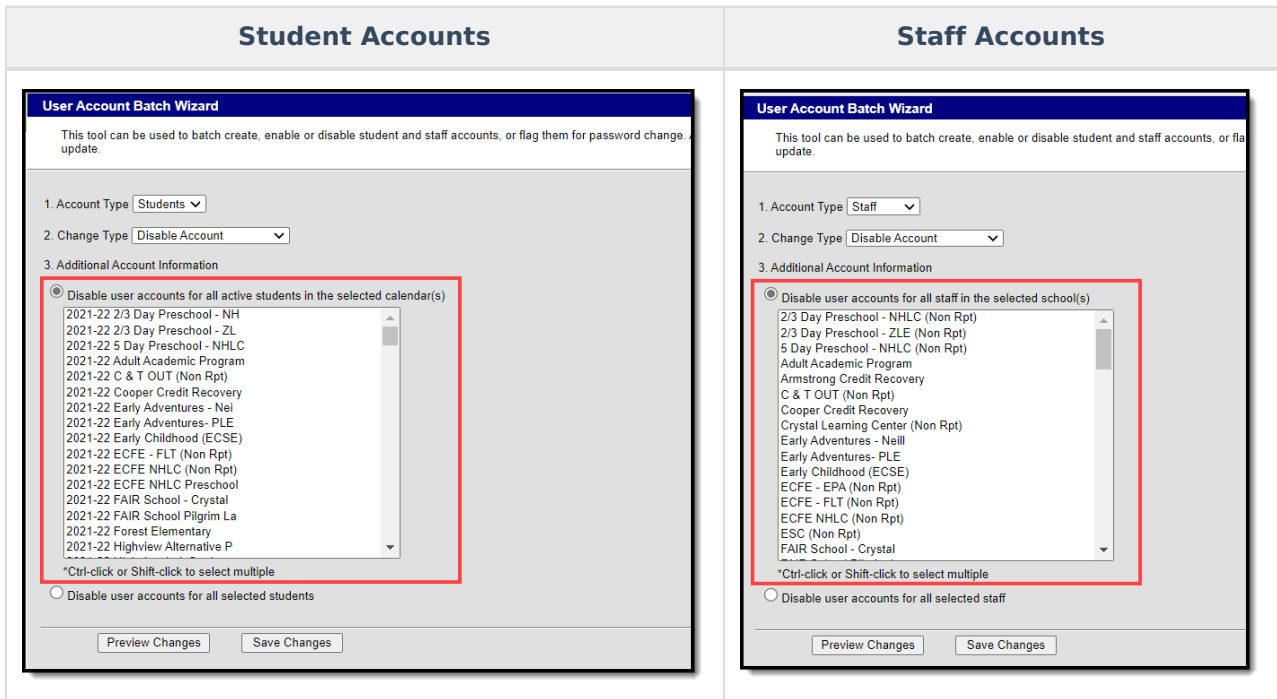 Student Accounts
Staff Accounts
User Account Batch Wizard
This tool can be used to batch create, enable or disable student and staff accounts, or flag them for password change.
update.
1. Account Type Students
2. Change Type Disable Account
3. Additional Account Information
Disable user accounts for all active students in the selected calendar(s)
2021-22 2/3 Day Preschool - NH
2021-22 2/3 Day Preschool - ZL
2021-22 5 Day Preschool - NHLC
2021-22 Adult Academic Program
2021-22 C & T OUT (Non Rpt)
2021-22 Cooper Credit Recovery
2021-22 Early Adventures - Nei
2021-22 Early Adventures- PLE
2021-22 Early Childhood (ECSE)
2021-22 ECFE - FLT (Non Rpt)
2021-22 ECFE NHLC (Non Rpt)
2021-22 ECFE NHLC Preschool
2021-22 FAIR School - Crystal
2021-22 FAIR School Pilgrim La
2021-22 Forest Elementary
2021-22 Highview Alternative P
*Ctrl-click or Shift-click to select multiple
Disable user accounts for all selected students
Preview Changes Save Changes
User Account Batch Wizard
This tool can be used to batch create, enable or disable student and staff accounts, or fla
update.
1. Account Type Staff
2. Change Type Disable Account
3. Additional Account Information
Disable user accounts for all staff in the selected school(s)
2/3 Day Preschool - NHLC (Non Rpt)
2/3 Day Preschool - ZLE (Non Rpt)
5 Day Preschool - NHLC (Non Rpt)
Adult Academic Program
Armstrong Credit Recovery
C & T OUT (Non Rpt)
Cooper Credit Recovery
Crystal Learning Center (Non Rpt)
Early Adventures - Neill
Early Adventures- PLE
Early Childhood (ECSE)
ECFE - EPA (Non Rpt)
ECFE - FLT (Non Rpt)
ECFE NHLC (Non Rpt)
ESC (Non Rpt)
FAIR School - Crystal
*Ctrl-click or Shift-click to select multiple
Disable user accounts for all selected staff
Preview Changes Save Changes